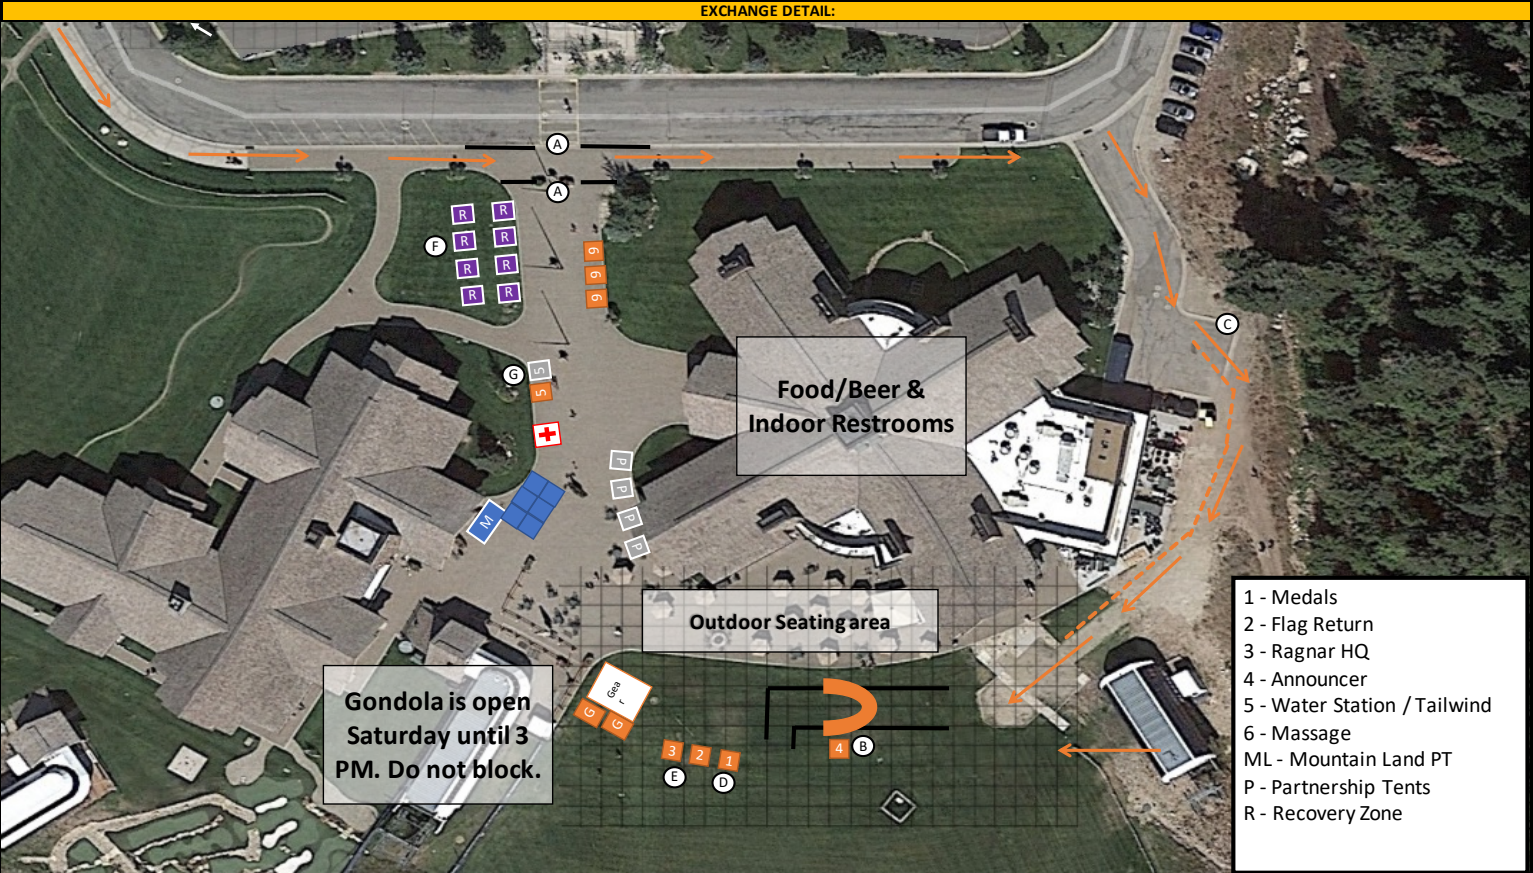 EXCHANGE DETAIL:
A
A
R
R
F
R
R
R
R
R
R
6
6
6
C
G
5
5
Food/Beer &
Indoor Restrooms
P
P
P
P
M
Outdoor Seating area
Gondola is open
Saturday until 3
PM. Do not block.
Gea
r
G
G
3
2
1
4
B
E
D
1 - Medals
2 - Flag Return
3 - Ragnar HQ
4 - Announcer
5 - Water Station / Tailwind
6 - Massage
ML - Mountain Land PT
P - Partnership Tents
R - Recovery Zone